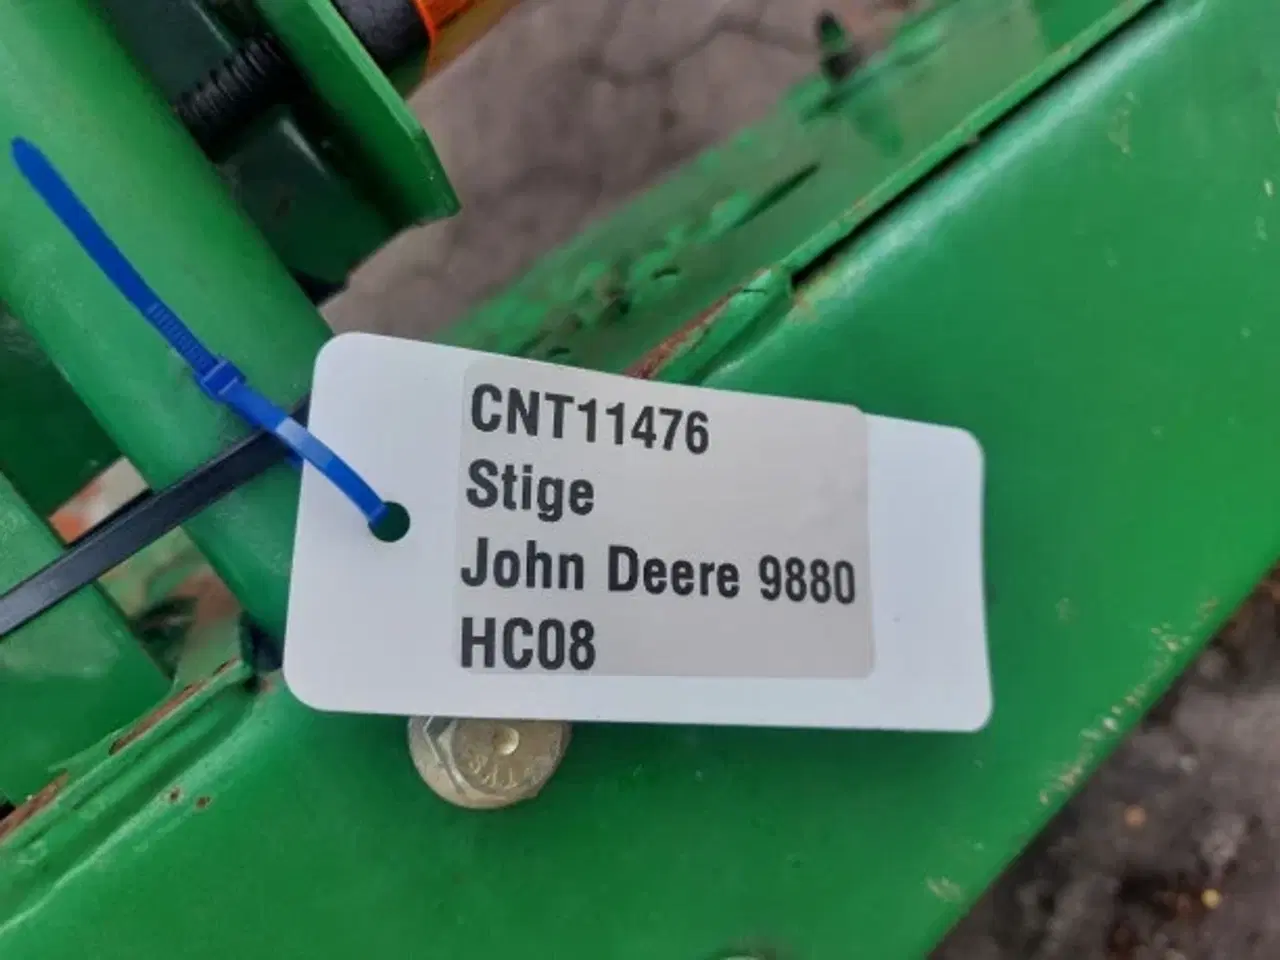 CNT11476
Stige
John Deere 9880
HC08